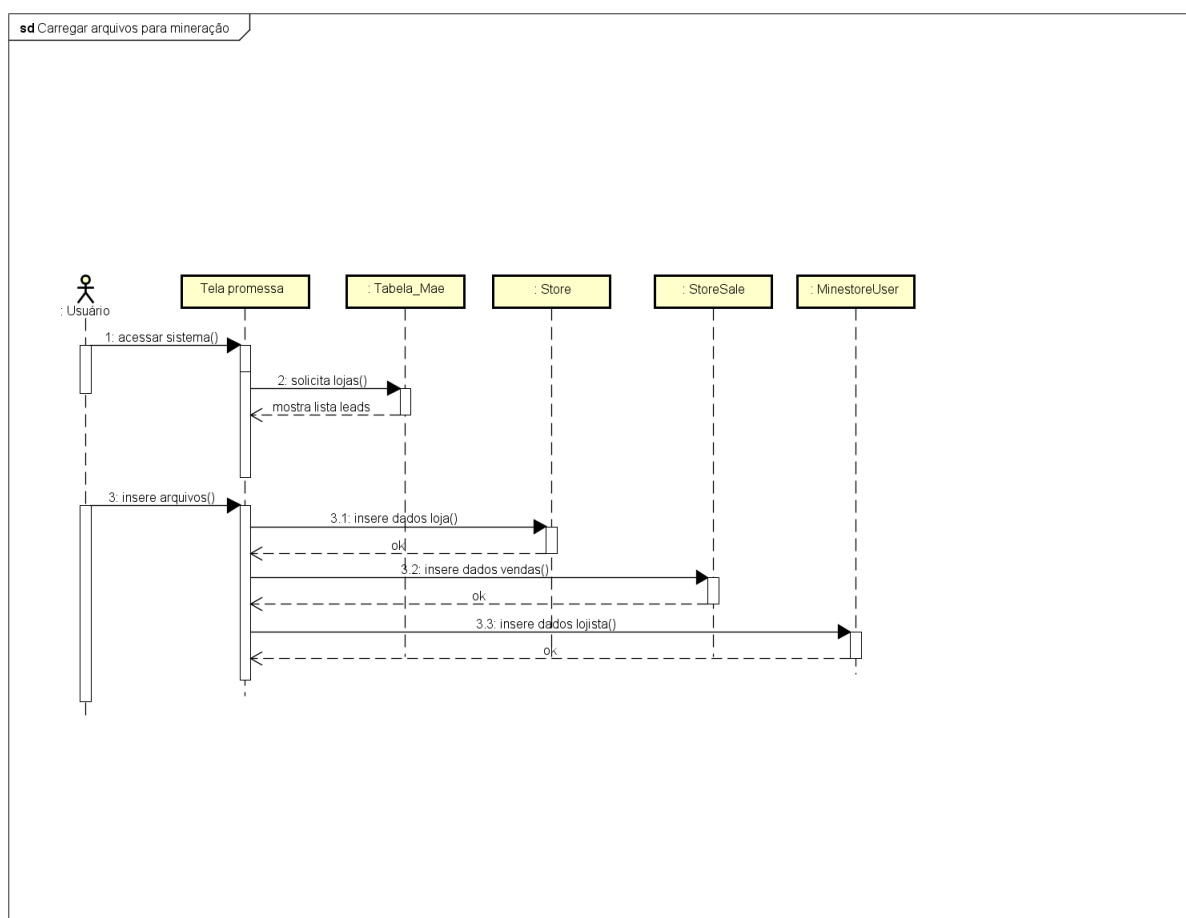 sd Carregar arquivos para mineração
: Usuário
Tela promessa
: Tabela_Mae
: Store
: StoreSale
: MinestoreUser
1: acessar sistema()
2: solicita lojas()
mostra lista leads
3: insere arquivos()
3.1: insere dados loja()
ok
3.2: insere dados vendas()
ok
3.3: insere dados lojista()
ok